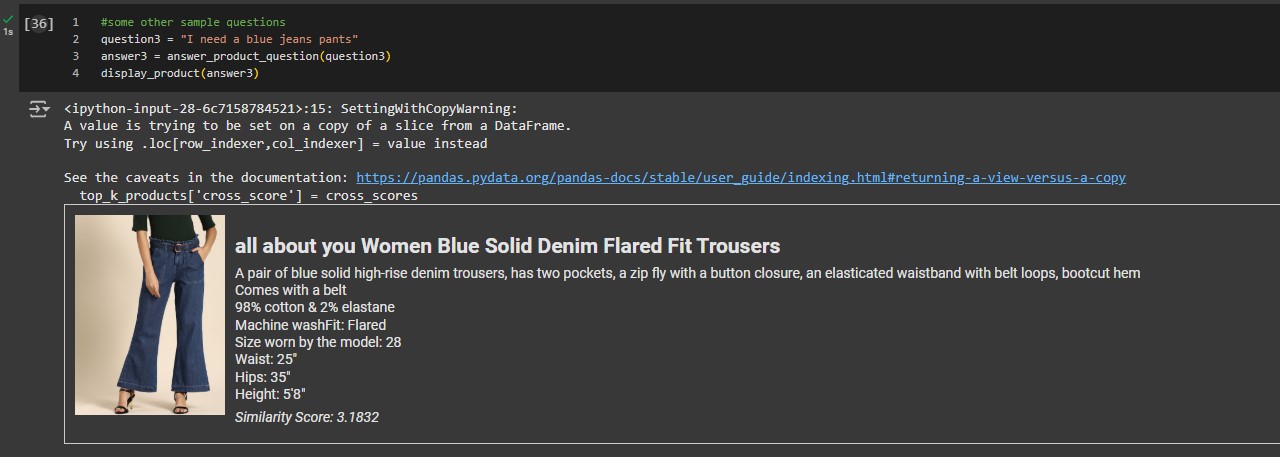 [36]
1s
1 #some other sample questions
2 question3 = "I need a blue jeans pants"
3 answer3 = answer_product_question(question3)
4 display_product(answer3)
<ipython-input-28-6c7158784521>:15: SettingWithCopyWarning:
A value is trying to be set on a copy of a slice from a DataFrame.
Try using .loc[row_indexer,col_indexer] = value instead
See the caveats in the documentation: https://pandas.pydata.org/pandas-docs/stable/user_guide/indexing.html#returning-a-view-versus-a-copy
top_k_products['cross_score'] = cross_scores
all about you Women Blue Solid Denim Flared Fit Trousers
A pair of blue solid high-rise denim trousers, has two pockets, a zip fly with a button closure, an elasticated waistband with belt loops, bootcut hem
Comes with a belt
98% cotton & 2% elastane
Machine washFit: Flared
Size worn by the model: 28
Waist: 25"
Hips: 35"
Height: 5'8"
Similarity Score: 3.1832